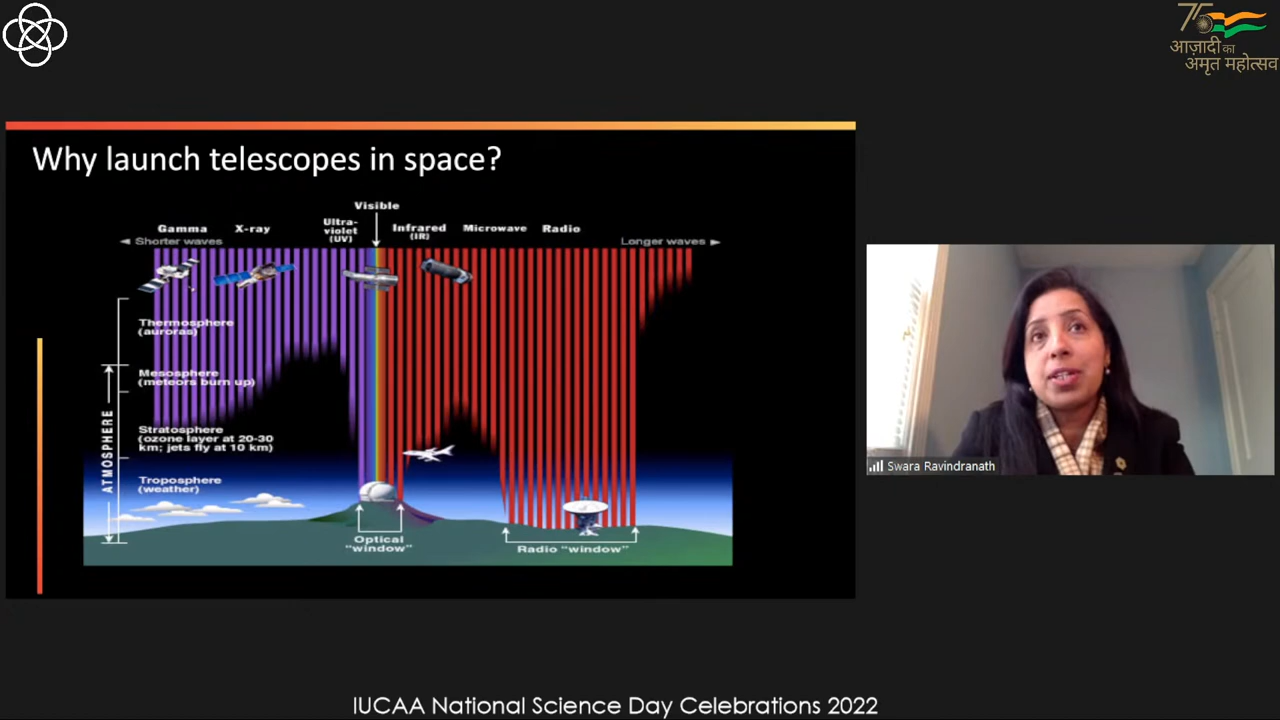 75
आज़ादी का
अमृत महोत्सव
Why launch telescopes in space?
Visible
Gamma X-ray Ultra-violet (UV) Infrared (IR) Microwave Radio
Shorter waves Longer waves
Thermosphere
(auroras)
Mesosphere
(meteors burn up)
Stratosphere
(ozone layer at 20-30
km; jets fly at 10 km)
ATMOSPHERE
Troposphere
(weather)
Optical
“window”
Radio “window”
Swara Ravindranath
IUCAA National Science Day Celebrations 2022